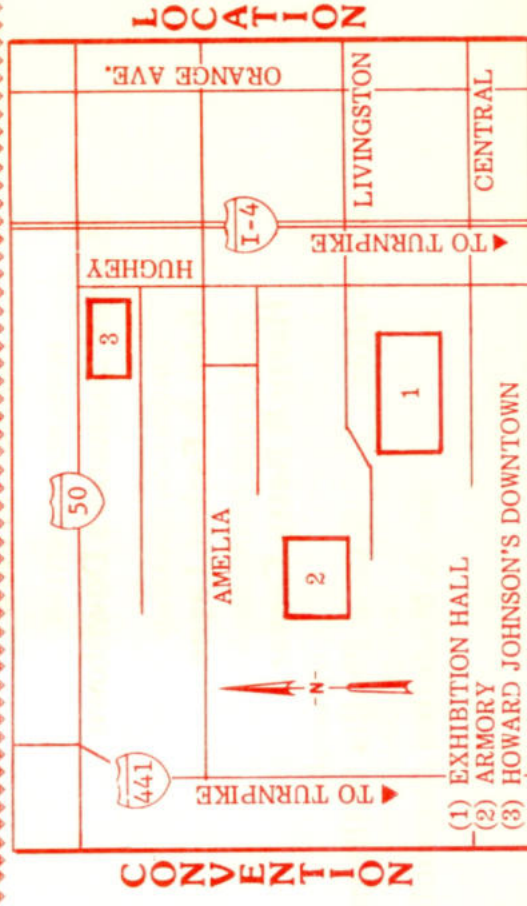 CONVENTION
LOCATION
50
441
I-4
ORANGE AVE.
HUGHEY
3
AMELIA
LIVINGSTON
2
-N-
1
TO TURNPIKE
TO TURNPIKE
CENTRAL
(1) EXHIBITION HALL
(2) ARMORY
(3) HOWARD JOHNSON'S DOWNTOWN